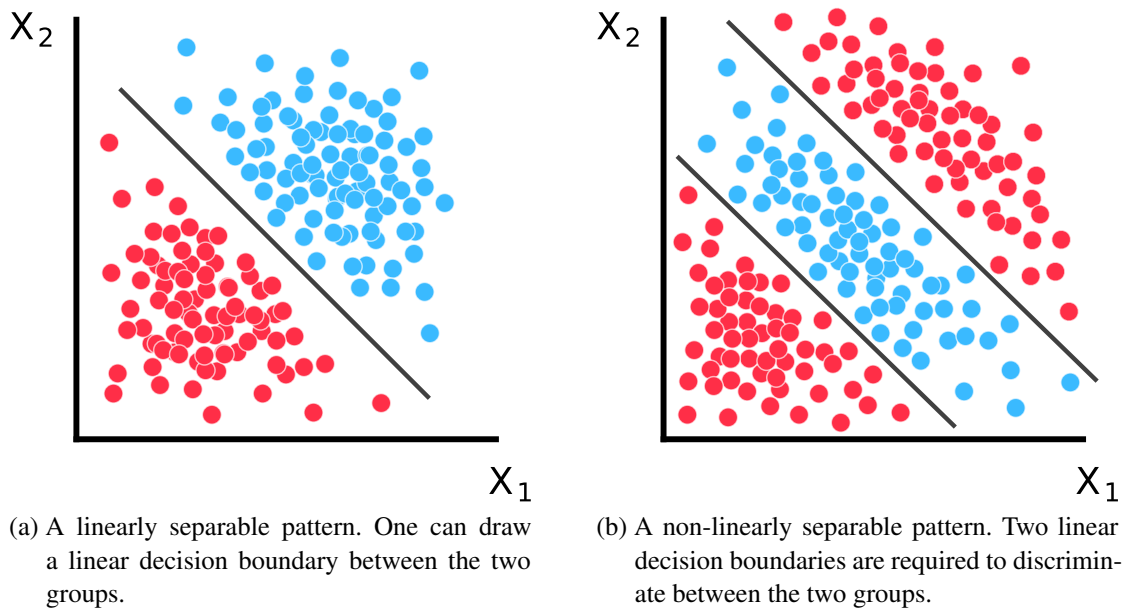 X2
X1
(a) A linearly separable pattern. One can draw
a linear decision boundary between the two
groups.
X2
X1
(b) A non-linearly separable pattern. Two linear
decision boundaries are required to discrimin-
ate between the two groups.